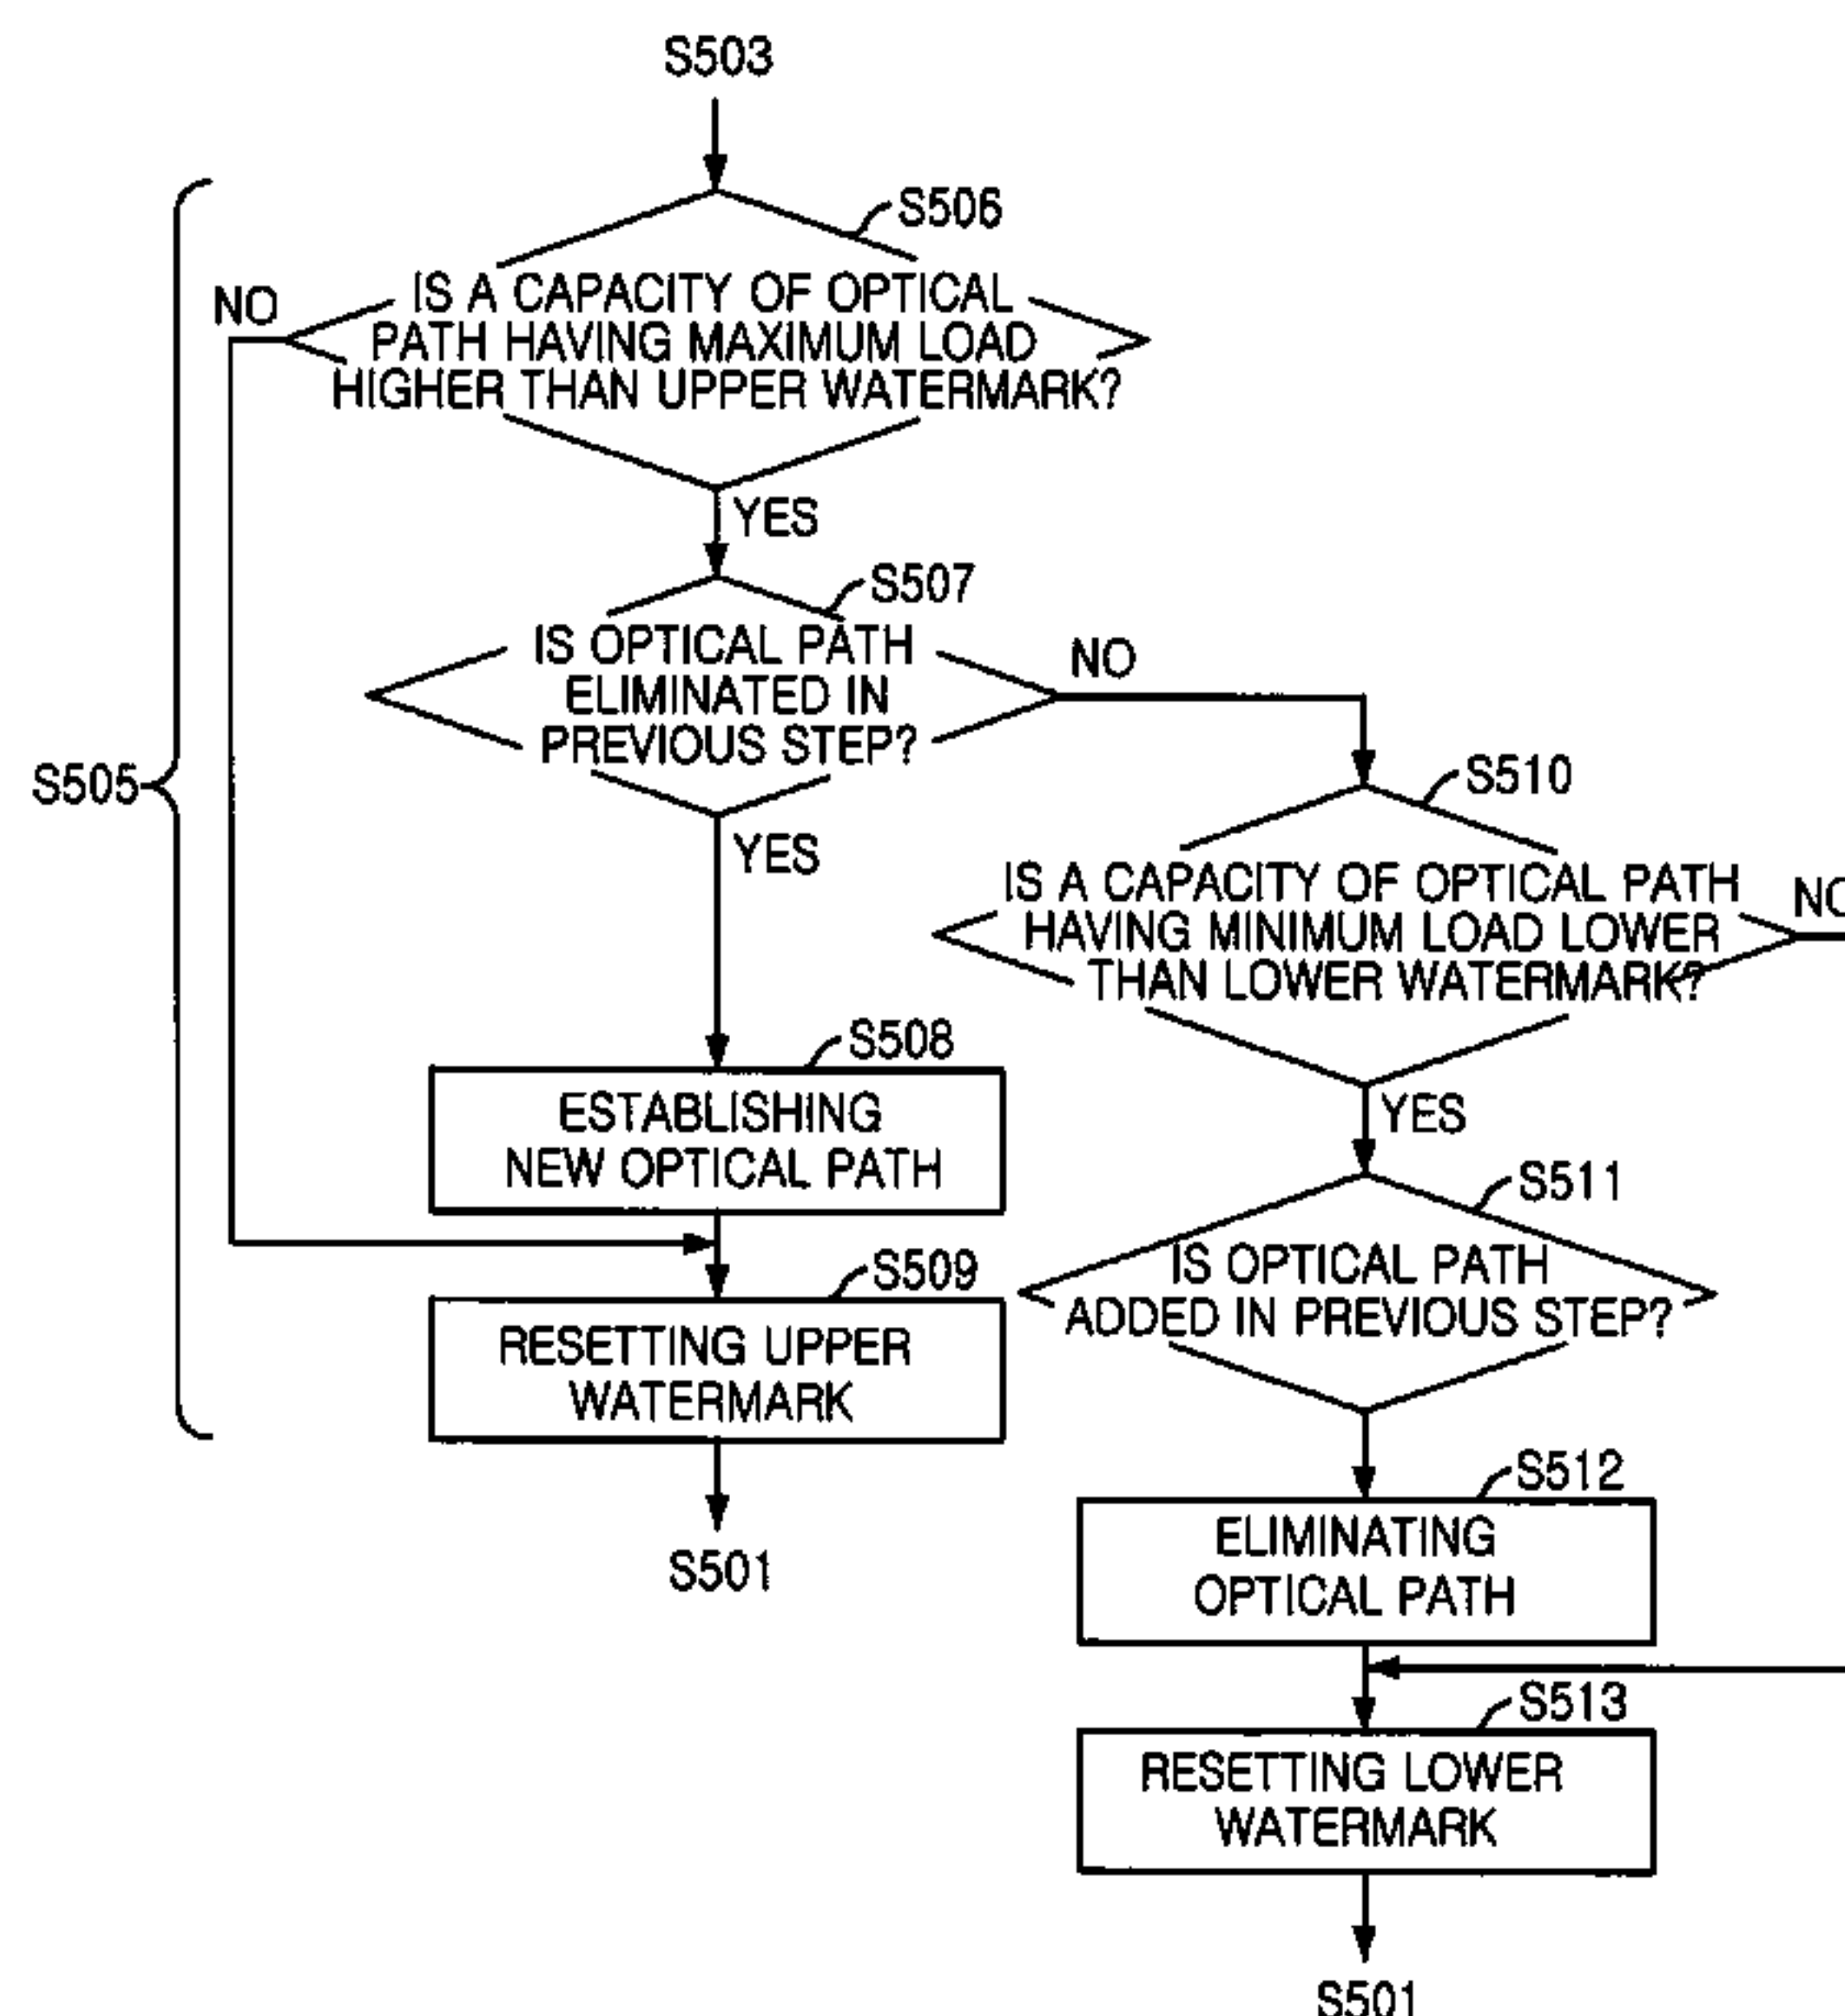 S503
S506
NO
IS A CAPACITY OF OPTICAL
PATH HAVING MAXIMUM LOAD
HIGHER THAN UPPER WATERMARK?
YES
S507
IS OPTICAL PATH
ELIMINATED IN
PREVIOUS STEP?
NO
S505
YES
S510
IS A CAPACITY OF OPTICAL PATH
HAVING MINIMUM LOAD LOWER
THAN LOWER WATERMARK?
NO
S508
ESTABLISHING
NEW OPTICAL PATH
YES
S511
IS OPTICAL PATH
ADDED IN PREVIOUS STEP?
S509
RESETTING UPPER
WATERMARK
S501
S512
ELIMINATING
OPTICAL PATH
S513
RESETTING LOWER
WATERMARK
S501